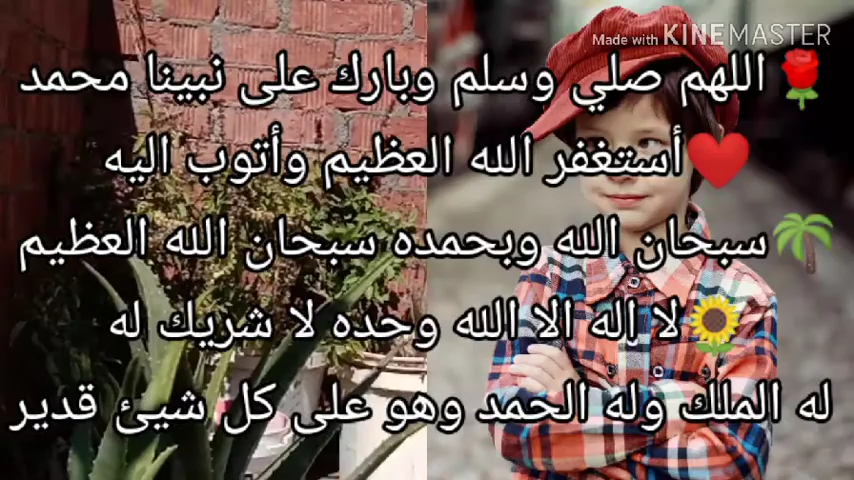 Made with KINEMASTER
🌹اللهم صلي وسلم وبارك على نبينا محمد
❤️أستغفر الله العظيم وأتوب اليه
🌴سبحان الله وبحمده سبحان الله العظيم
🌻لا إله الا الله وحده لا شريك له
له الملك وله الحمد وهو على كل شيئ قدير